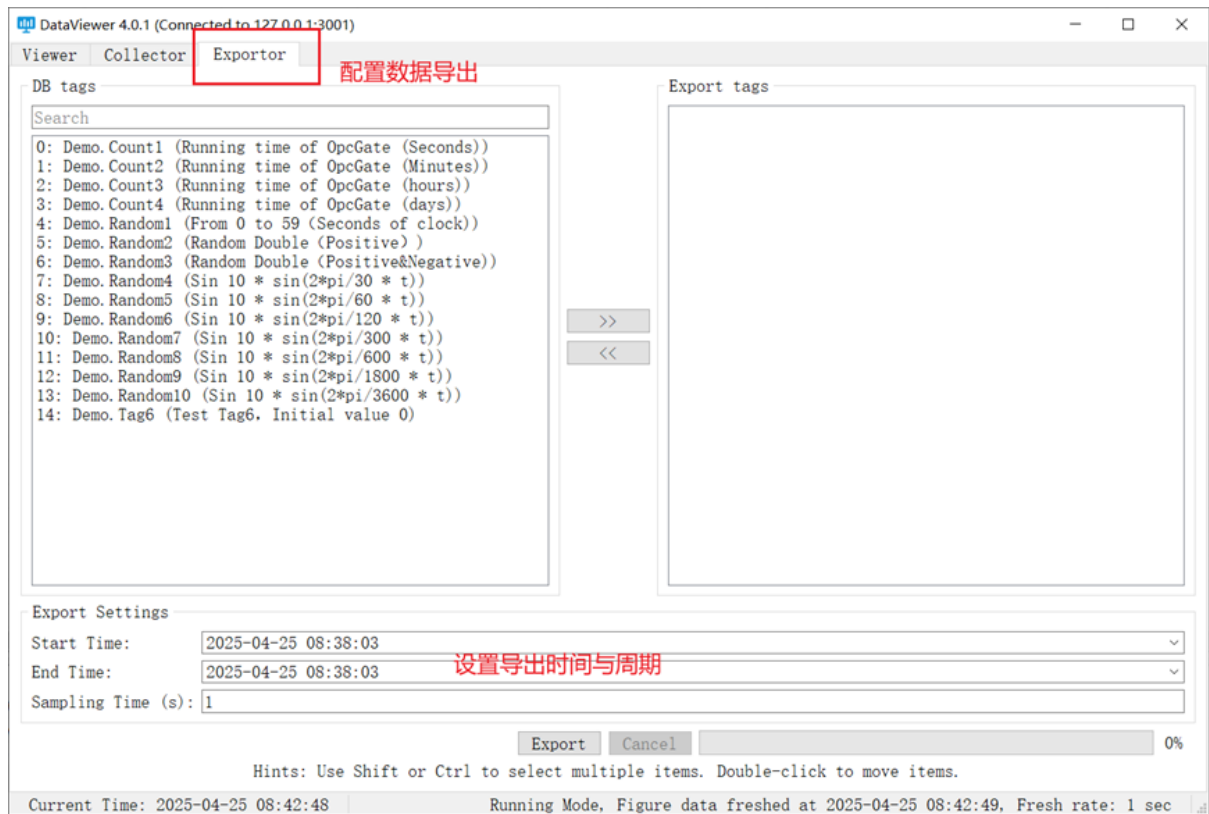 DataViewer 4.0.1 (Connected to 127.0.0.1:3001)
Viewer Collector Exportor
配置数据导出
DB tags
Search
0: Demo.Count1 (Running time of OpcGate (Seconds))
1: Demo.Count2 (Running time of OpcGate (Minutes))
2: Demo.Count3 (Running time of OpcGate (hours))
3: Demo.Count4 (Running time of OpcGate (days))
4: Demo.Random1 (From 0 to 59（Seconds of clock))
5: Demo.Random2 (Random Double（Positive）)
6: Demo.Random3 (Random Double（Positive&Negative))
7: Demo.Random4 (Sin 10 * sin(2*pi/30 * t))
8: Demo.Random5 (Sin 10 * sin(2*pi/60 * t))
9: Demo.Random6 (Sin 10 * sin(2*pi/120 * t))
10: Demo.Random7 (Sin 10 * sin(2*pi/300 * t))
11: Demo.Random8 (Sin 10 * sin(2*pi/600 * t))
12: Demo.Random9 (Sin 10 * sin(2*pi/1800 * t))
13: Demo.Random10 (Sin 10 * sin(2*pi/3600 * t))
14: Demo.Tag6 (Test Tag6，Initial value 0)
>>
<<
Export tags
Export Settings
Start Time: 2025-04-25 08:38:03
End Time: 2025-04-25 08:38:03
设置导出时间与周期
Sampling Time (s): 1
Export Cancel 0%
Hints: Use Shift or Ctrl to select multiple items. Double-click to move items.
Current Time: 2025-04-25 08:42:48 Running Mode, Figure data freshed at 2025-04-25 08:42:49, Fresh rate: 1 sec